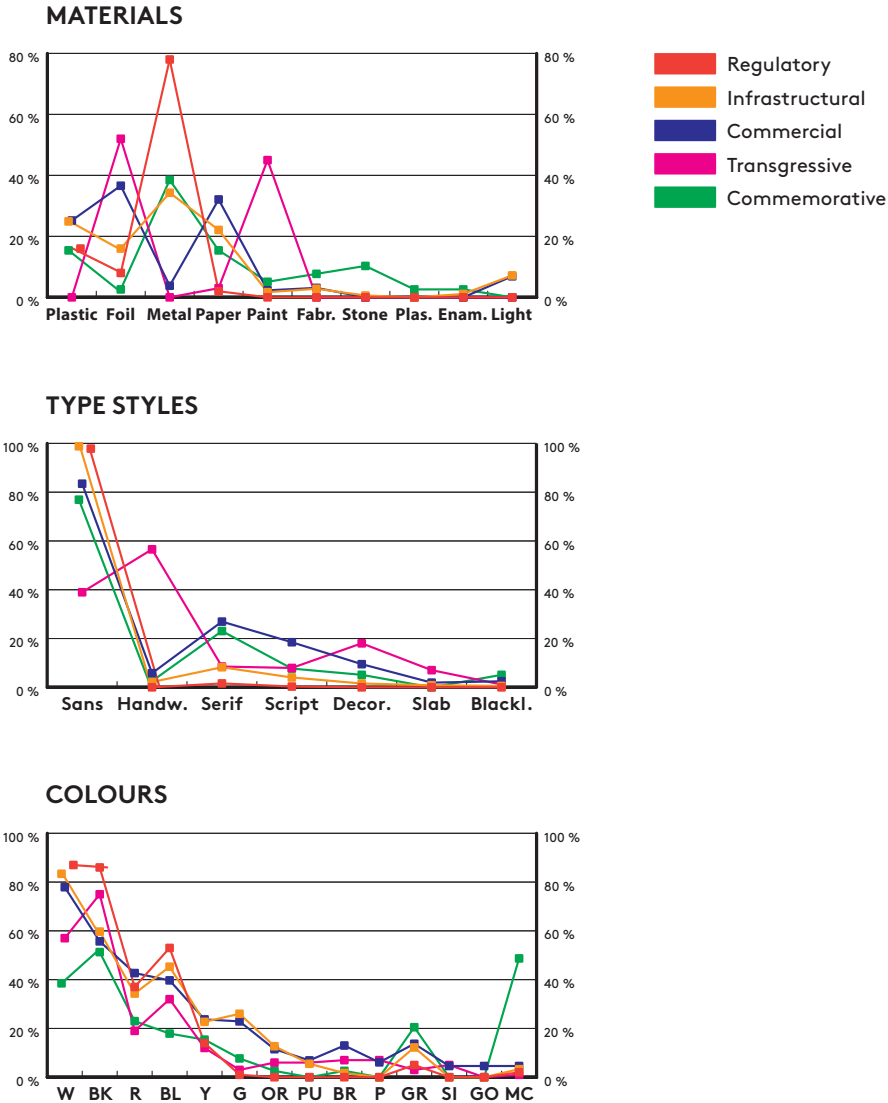 MATERIALS
80 % 80 %
60 % 60 %
40 % 40 %
20 % 20 %
0 % 0 %
Plastic Foil Metal Paper Paint Fabr. Stone Plas. Enam. Light
Regulatory
Infrastructural
Commercial
Transgressive
Commemorative
TYPE STYLES
100 % 100 %
80 % 80 %
60 % 60 %
40 % 40 %
20 % 20 %
0 % 0 %
Sans Handw. Serif Script Decor. Slab Blackl.
COLOURS
100 % 100 %
80 % 80 %
60 % 60 %
40 % 40 %
20 % 20 %
0 % 0 %
W BK R BL Y G OR PU BR P GR SI GO MC